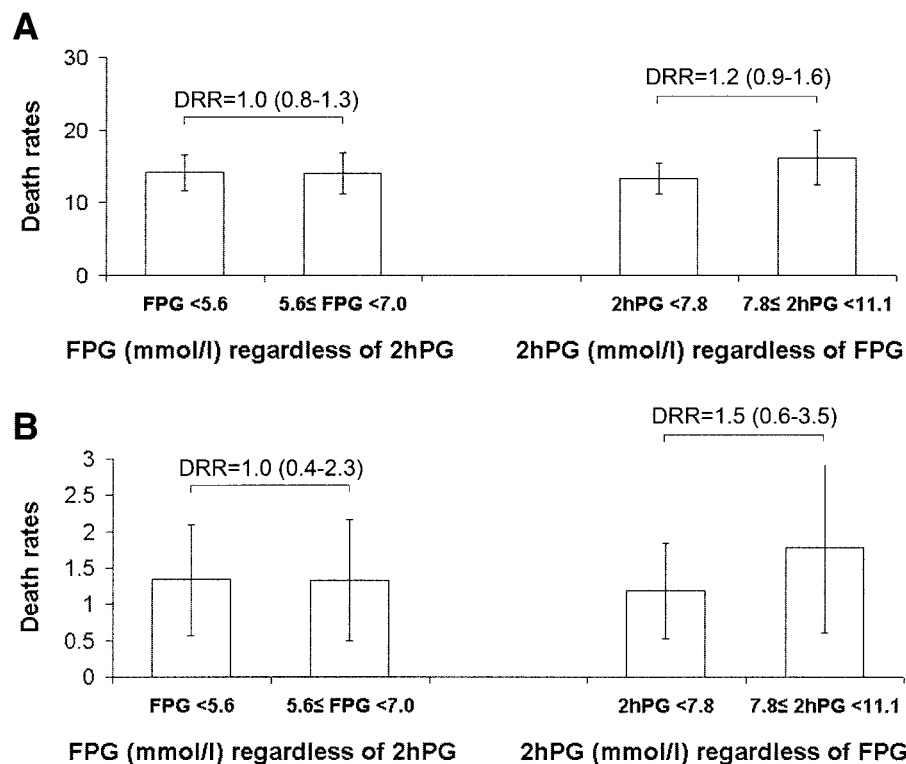 A
30
20
10
0
Death rates
DRR=1.0 (0.8-1.3)
DRR=1.2 (0.9-1.6)
FPG <5.6
5.6≤ FPG <7.0
2hPG <7.8
7.8≤ 2hPG <11.1
FPG (mmol/l) regardless of 2hPG
2hPG (mmol/l) regardless of FPG
B
3
2.5
2
1.5
1
0.5
0
Death rates
DRR=1.0 (0.4-2.3)
DRR=1.5 (0.6-3.5)
FPG <5.6
5.6≤ FPG <7.0
2hPG <7.8
7.8≤ 2hPG <11.1
FPG (mmol/l) regardless of 2hPG
2hPG (mmol/l) regardless of FPG